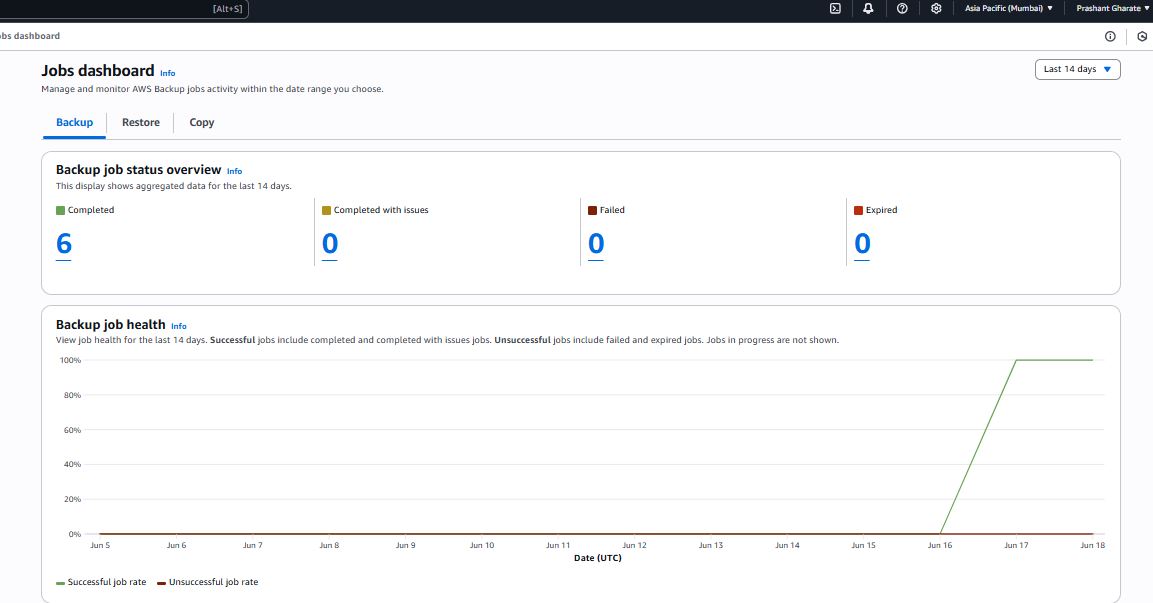 [Alt+S]
Asia Pacific (Mumbai) ▼ Prashant Gharate ▼
obs dashboard
Jobs dashboard Info
Last 14 days ▼
Manage and monitor AWS Backup jobs activity within the date range you choose.
Backup Restore Copy
Backup job status overview Info
This display shows aggregated data for the last 14 days.
Completed Completed with issues Failed Expired
6 0 0 0
Backup job health Info
View job health for the last 14 days. Successful jobs include completed and completed with issues jobs. Unsuccessful jobs include failed and expired jobs. Jobs in progress are not shown.
100%
80%
60%
40%
20%
0%
Jun 5 Jun 6 Jun 7 Jun 8 Jun 9 Jun 10 Jun 11 Jun 12 Jun 13 Jun 14 Jun 15 Jun 16 Jun 17 Jun 18
Date (UTC)
Successful job rate Unsuccessful job rate